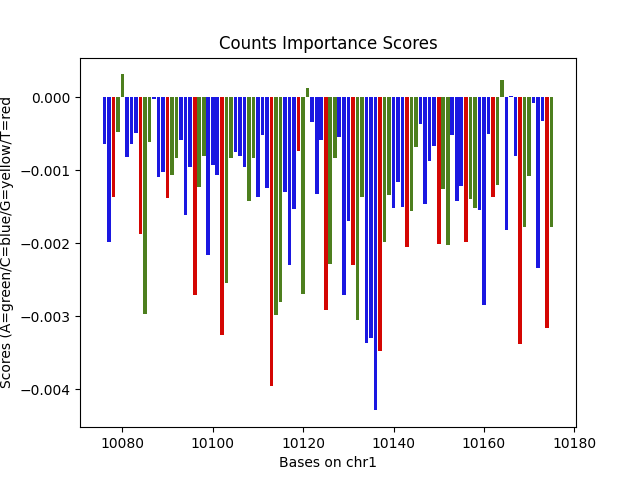 Counts Importance Scores
Scores (A=green/C=blue/G=yellow/T=red
0.000
−0.001
−0.002
−0.003
−0.004
10080 10100 10120 10140 10160 10180
Bases on chr1